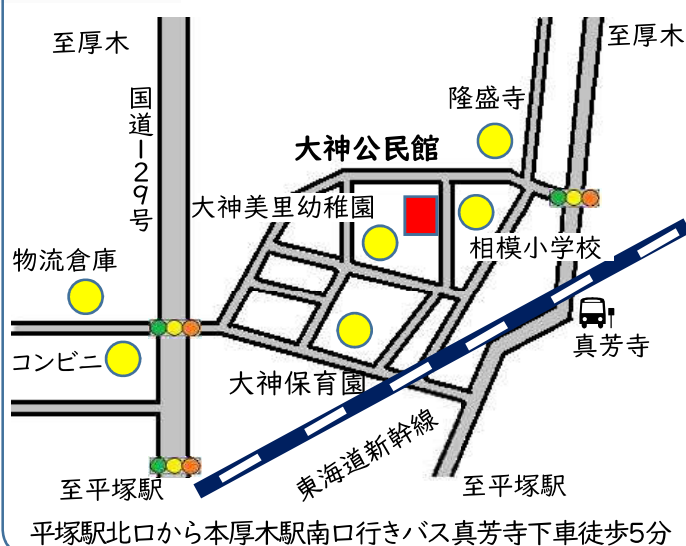 至厚木
至厚木
国道129号
隆盛寺
大神公民館
大神美里幼稚園
相模小学校
物流倉庫
真芳寺
コンビニ
大神保育園
東海道新幹線
至平塚駅
至平塚駅
平塚駅北口から本厚木駅南口行きバス真芳寺下車徒歩5分